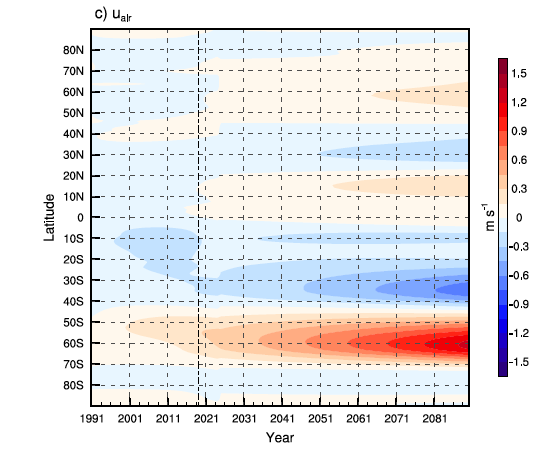 c) u_air
Latitude
80N
70N
60N
50N
40N
30N
20N
10N
0
10S
20S
30S
40S
50S
60S
70S
80S
1991 2001 2011 2021 2031 2041 2051 2061 2071 2081
Year
1.5
1.2
0.9
0.6
0.3
0
-0.3
-0.6
-0.9
-1.2
-1.5
m s⁻¹